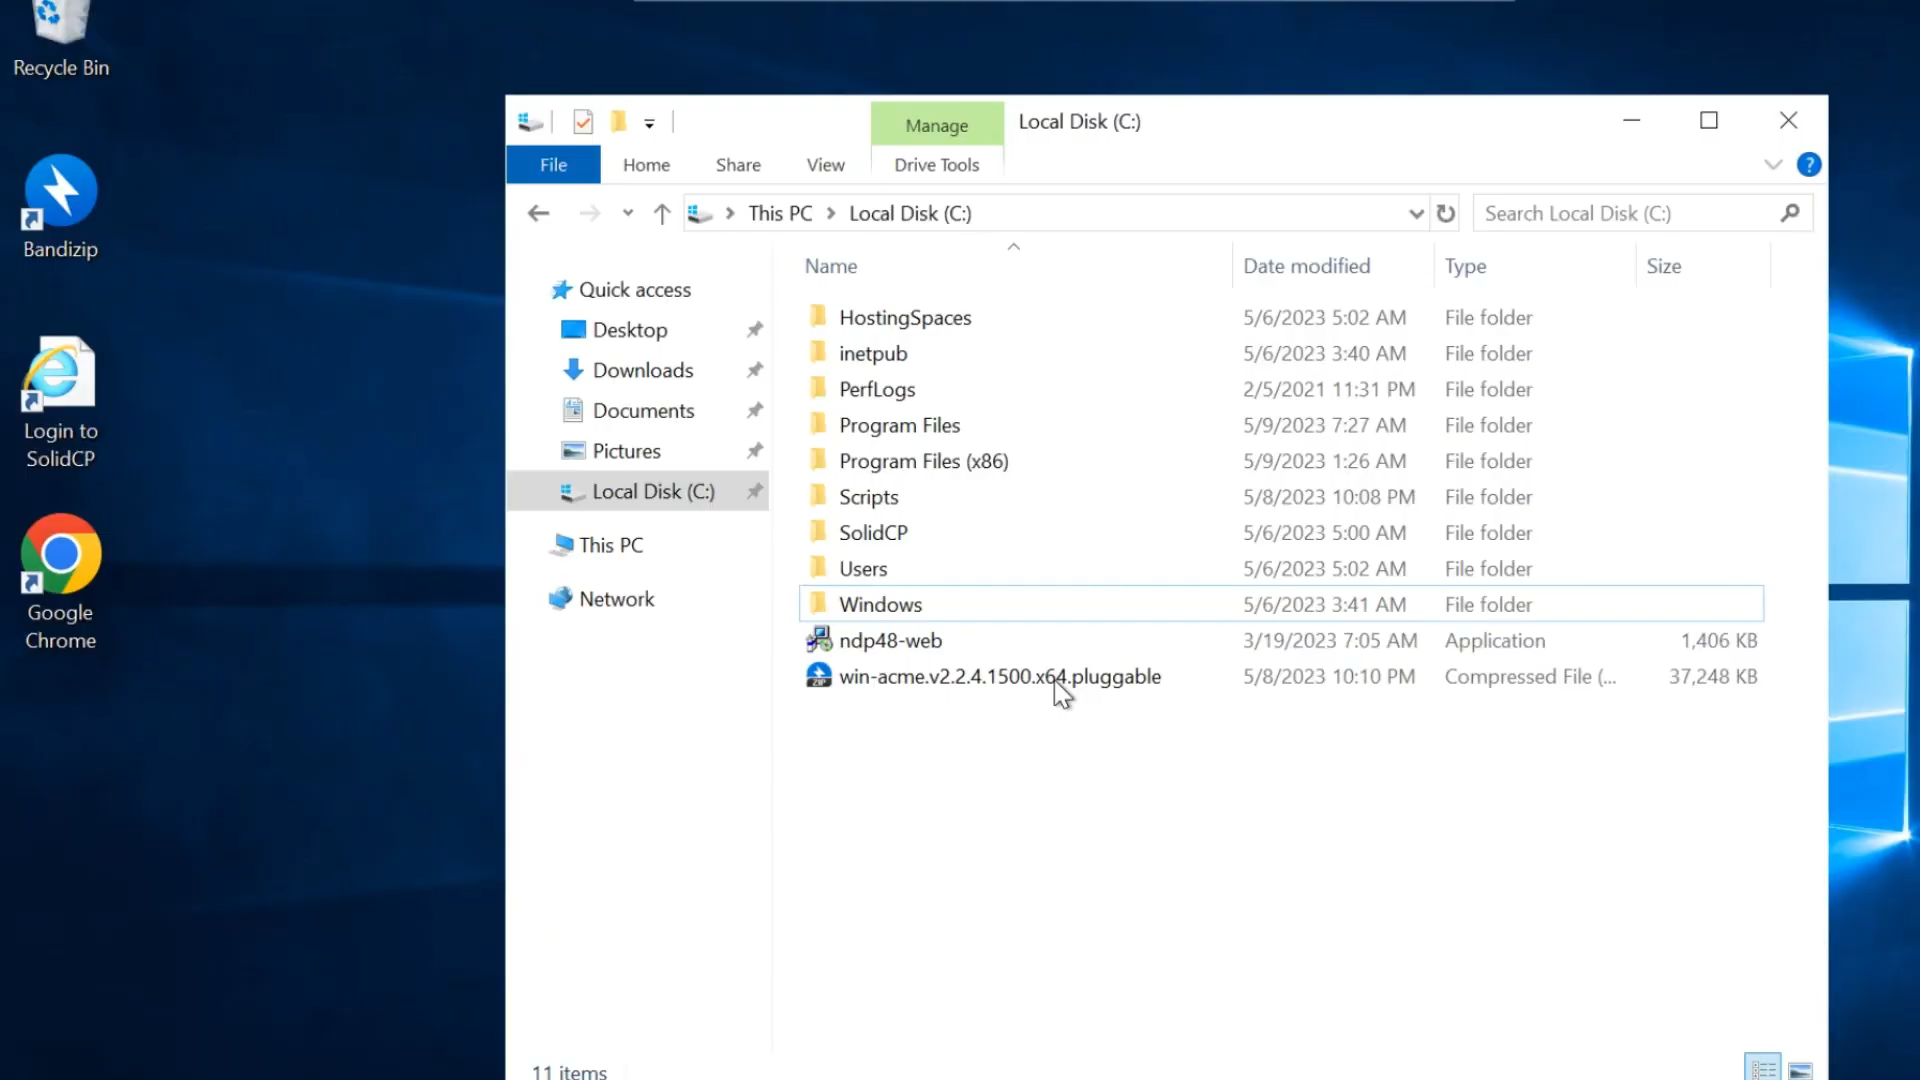 Recycle Bin
Bandizip
Login to
SolidCP
Google
Chrome
Manage
Local Disk (C:)
File
Home
Share
View
Drive Tools
?
This PC
Local Disk (C:)
Search Local Disk (C:)
Name
Date modified
Type
Size
Quick access
Desktop
Downloads
Documents
Pictures
Local Disk (C:)
This PC
Network
HostingSpaces 5/6/2023 5:02 AM File folder
inetpub 5/6/2023 3:40 AM File folder
PerfLogs 2/5/2021 11:31 PM File folder
Program Files 5/9/2023 7:27 AM File folder
Program Files (x86) 5/9/2023 1:26 AM File folder
Scripts 5/8/2023 10:08 PM File folder
SolidCP 5/6/2023 5:00 AM File folder
Users 5/6/2023 5:02 AM File folder
Windows 5/6/2023 3:41 AM File folder
ndp48-web 3/19/2023 7:05 AM Application 1,406 KB
ZIP win-acme.v2.2.4.1500.x64.pluggable 5/8/2023 10:10 PM Compressed File (... 37,248 KB
11 items